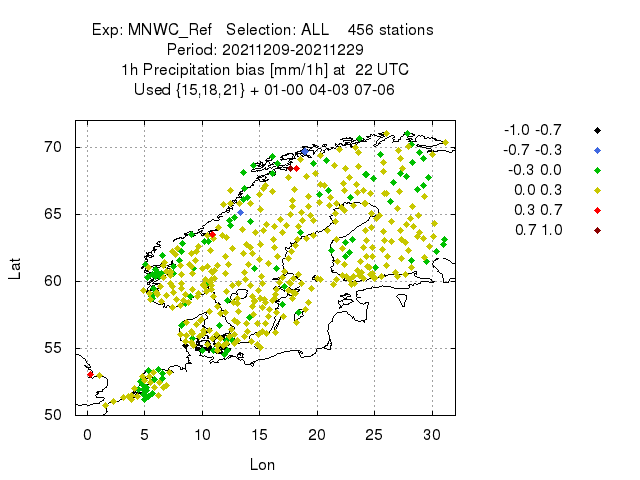 Exp: MNWC_Ref   Selection: ALL    456 stations
Period: 20211209-20211229
1h Precipitation bias [mm/1h] at  22 UTC
Used {15,18,21} + 01-00 04-03 07-06
-1.0 -0.7
-0.7 -0.3
-0.3 0.0
0.0 0.3
0.3 0.7
0.7 1.0
70
65
60
55
50
Lat
0 5 10 15 20 25 30
Lon